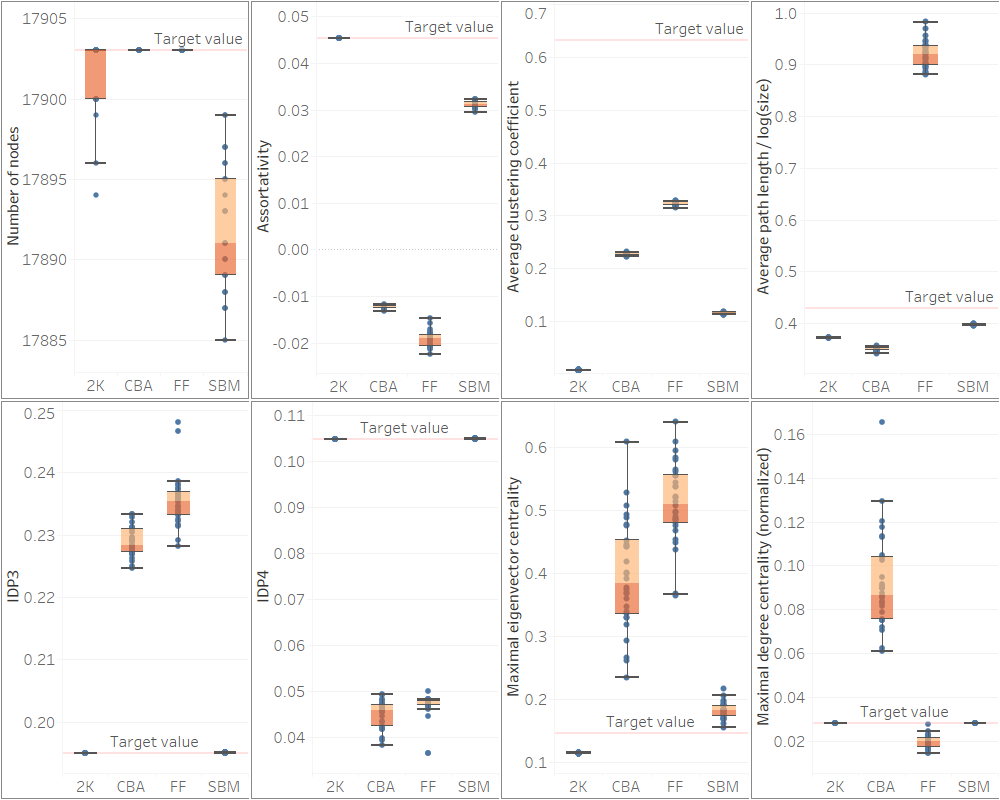 Number of nodes
17905
17900
17895
17890
17885
Target value
2K CBA FF SBM
Assortativity
0.05
0.04
0.03
0.02
0.01
0.00
-0.01
-0.02
Target value
2K CBA FF SBM
Average clustering coefficient
0.7
0.6
0.5
0.4
0.3
0.2
0.1
Target value
2K CBA FF SBM
Average path length / log(size)
1.0
0.9
0.8
0.7
0.6
0.5
0.4
Target value
2K CBA FF SBM
IDP3
0.25
0.24
0.23
0.22
0.21
0.20
Target value
2K CBA FF SBM
IDP4
0.11
0.10
0.09
0.08
0.07
0.06
0.05
0.04
Target value
2K CBA FF SBM
Maximal eigenvector centrality
0.6
0.5
0.4
0.3
0.2
0.1
Target value
2K CBA FF SBM
Maximal degree centrality (normalized)
0.16
0.14
0.12
0.10
0.08
0.06
0.04
0.02
Target value
2K CBA FF SBM